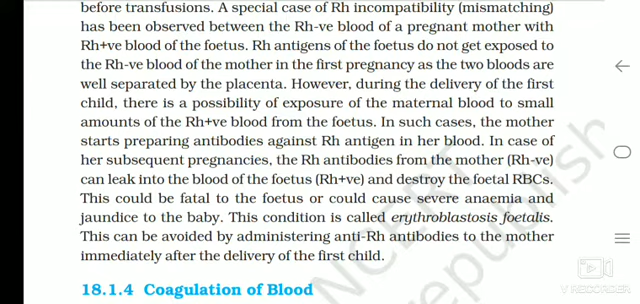 before transfusions. A special case of Rh incompatibility (mismatching)
has been observed between the Rh-ve blood of a pregnant mother with
Rh+ve blood of the foetus. Rh antigens of the foetus do not get exposed to
the Rh-ve blood of the mother in the first pregnancy as the two bloods are
well separated by the placenta. However, during the delivery of the first
child, there is a possibility of exposure of the maternal blood to small
amounts of the Rh+ve blood from the foetus. In such cases, the mother
starts preparing antibodies against Rh antigen in her blood. In case of
her subsequent pregnancies, the Rh antibodies from the mother (Rh-ve)
can leak into the blood of the foetus (Rh+ve) and destroy the foetal RBCs.
This could be fatal to the foetus or could cause severe anaemia and
jaundice to the baby. This condition is called erythroblastosis foetalis.
This can be avoided by administering anti-Rh antibodies to the mother
immediately after the delivery of the first child.
18.1.4 Coagulation of Blood
NCERT
republish
V RECORDER